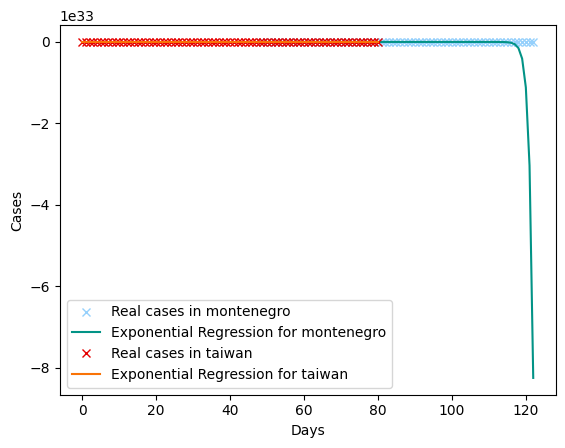 1e33
0
−2
−4
−6
−8
Cases
Real cases in montenegro
Exponential Regression for montenegro
Real cases in taiwan
Exponential Regression for taiwan
0 20 40 60 80 100 120
Days